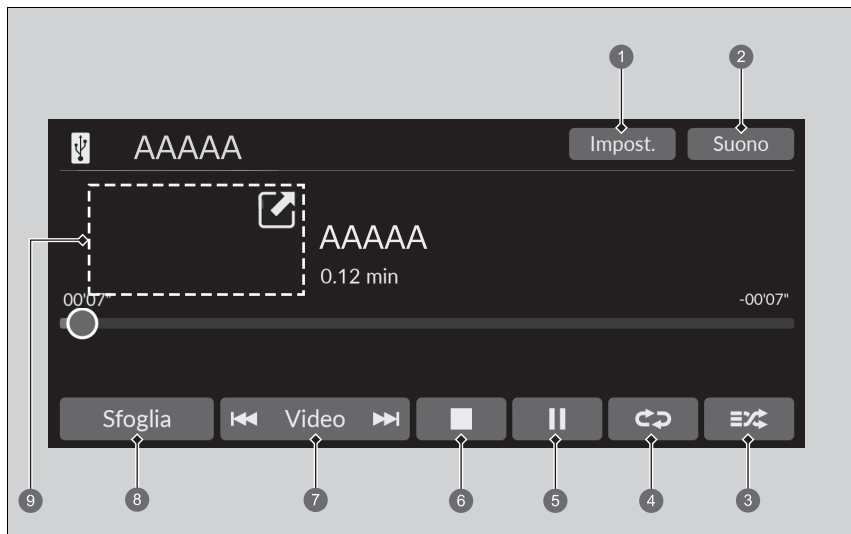 1 2
AAAAA Impost. Suono
AAAAA
0.12 min
00'07" -00'07"
Sfoglia Video
9 8 7 6 5 4 3